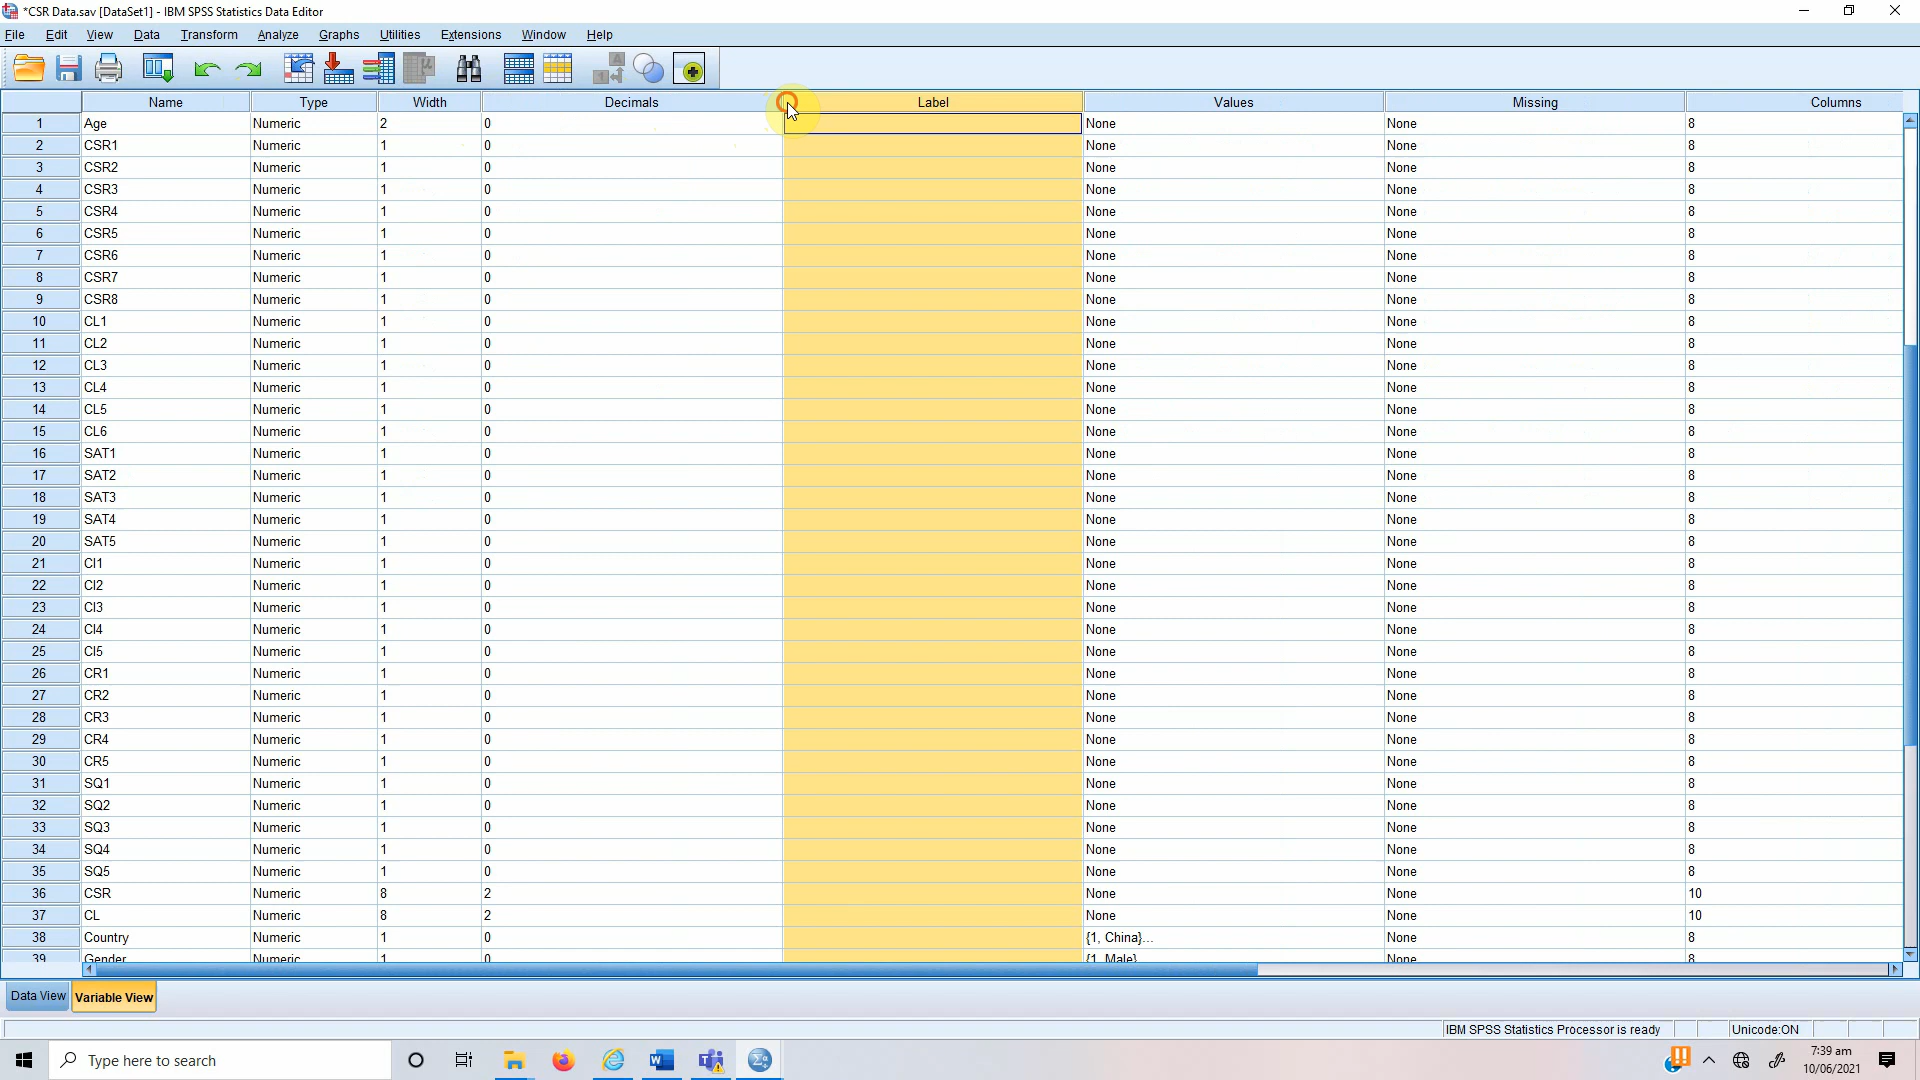 *CSR Data.sav [DataSet1] - IBM SPSS Statistics Data Editor
File Edit View Data Transform Analyze Graphs Utilities Extensions Window Help
Name Type Width Decimals Label Values Missing Columns
1 Age Numeric 2 0 None None 8
2 CSR1 Numeric 1 0 None None 8
3 CSR2 Numeric 1 0 None None 8
4 CSR3 Numeric 1 0 None None 8
5 CSR4 Numeric 1 0 None None 8
6 CSR5 Numeric 1 0 None None 8
7 CSR6 Numeric 1 0 None None 8
8 CSR7 Numeric 1 0 None None 8
9 CSR8 Numeric 1 0 None None 8
10 CL1 Numeric 1 0 None None 8
11 CL2 Numeric 1 0 None None 8
12 CL3 Numeric 1 0 None None 8
13 CL4 Numeric 1 0 None None 8
14 CL5 Numeric 1 0 None None 8
15 CL6 Numeric 1 0 None None 8
16 SAT1 Numeric 1 0 None None 8
17 SAT2 Numeric 1 0 None None 8
18 SAT3 Numeric 1 0 None None 8
19 SAT4 Numeric 1 0 None None 8
20 SAT5 Numeric 1 0 None None 8
21 CI1 Numeric 1 0 None None 8
22 CI2 Numeric 1 0 None None 8
23 CI3 Numeric 1 0 None None 8
24 CI4 Numeric 1 0 None None 8
25 CI5 Numeric 1 0 None None 8
26 CR1 Numeric 1 0 None None 8
27 CR2 Numeric 1 0 None None 8
28 CR3 Numeric 1 0 None None 8
29 CR4 Numeric 1 0 None None 8
30 CR5 Numeric 1 0 None None 8
31 SQ1 Numeric 1 0 None None 8
32 SQ2 Numeric 1 0 None None 8
33 SQ3 Numeric 1 0 None None 8
34 SQ4 Numeric 1 0 None None 8
35 SQ5 Numeric 1 0 None None 8
36 CSR Numeric 8 2 None None 10
37 CL Numeric 8 2 None None 10
38 Country Numeric 1 0 {1, China}... None 8
39 Gender Numeric 1 0 {1, Male} None 8
Data View Variable View
IBM SPSS Statistics Processor is ready Unicode:ON
Type here to search
7:39 am
10/06/2021